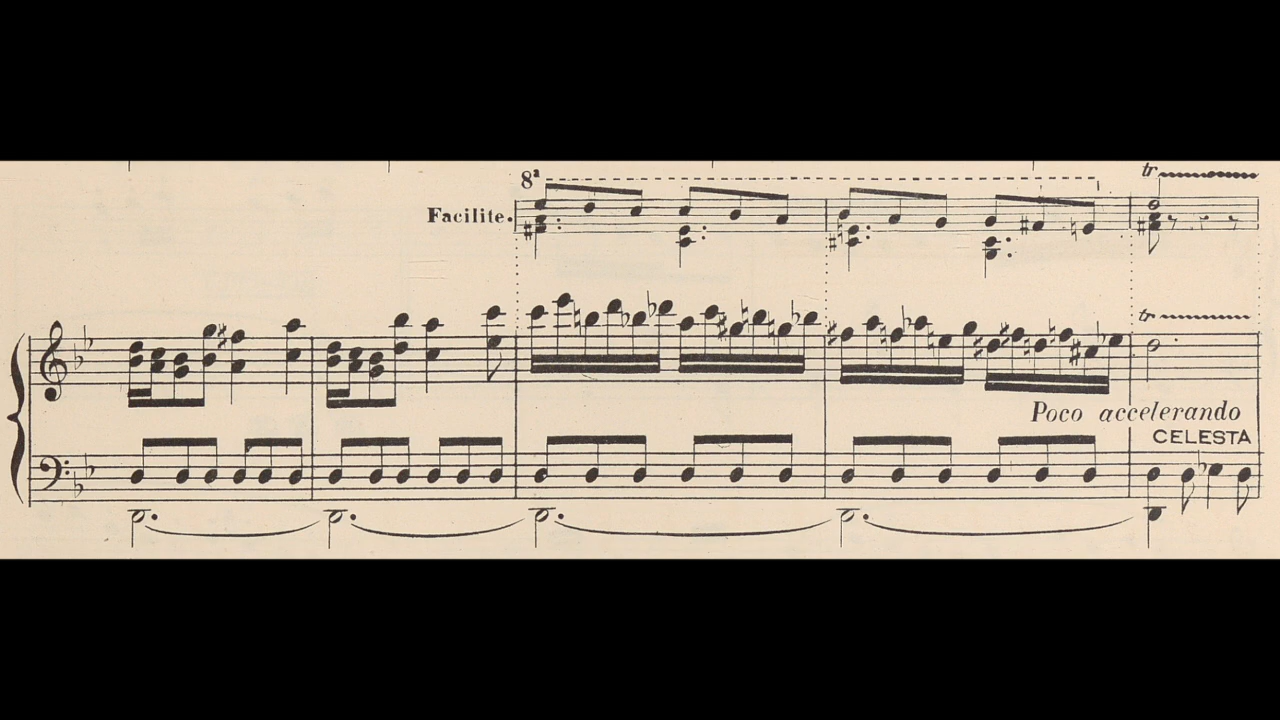 8ª
tr
Facilite.
tr
Poco accelerando
CELESTA